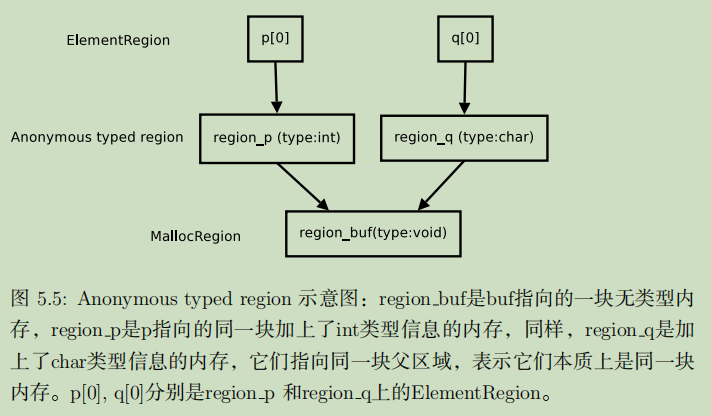 ElementRegion p[0] q[0]
Anonymous typed region region_p (type:int) region_q (type:char)
MallocRegion region_buf(type:void)
图 5.5: Anonymous typed region 示意图：region_buf是buf指向的一块无类型内
存，region_p是p指向的同一块加上了int类型信息的内存，同样，region_q是加
上了char类型信息的内存，它们指向同一块父区域，表示它们本质上是同一块
内存。p[0], q[0]分别是region_p 和region_q上的ElementRegion。